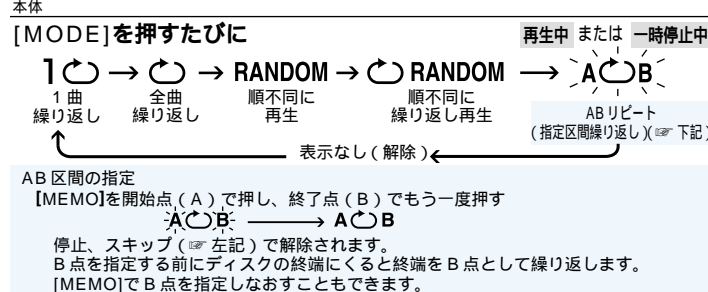 本体
[MODE]を押すたびに
再生中 または 一時停止中
1 → → RANDOM → RANDOM → A B
1曲 全曲 順不同に 順不同に ABリピート
繰り返し 繰り返し 再生 繰り返し再生 (指定区間繰り返し)(☞ 下記)
表示なし(解除)
AB区間の指定
【MEMO】を開始点(A)で押し、終了点(B)でもう一度押す
A B → A B
停止、スキップ(☞ 左記)で解除されます。
B点を指定する前にディスクの終端にくると終端をB点として繰り返します。
[MEMO]でB点を指定しなおすこともできます。